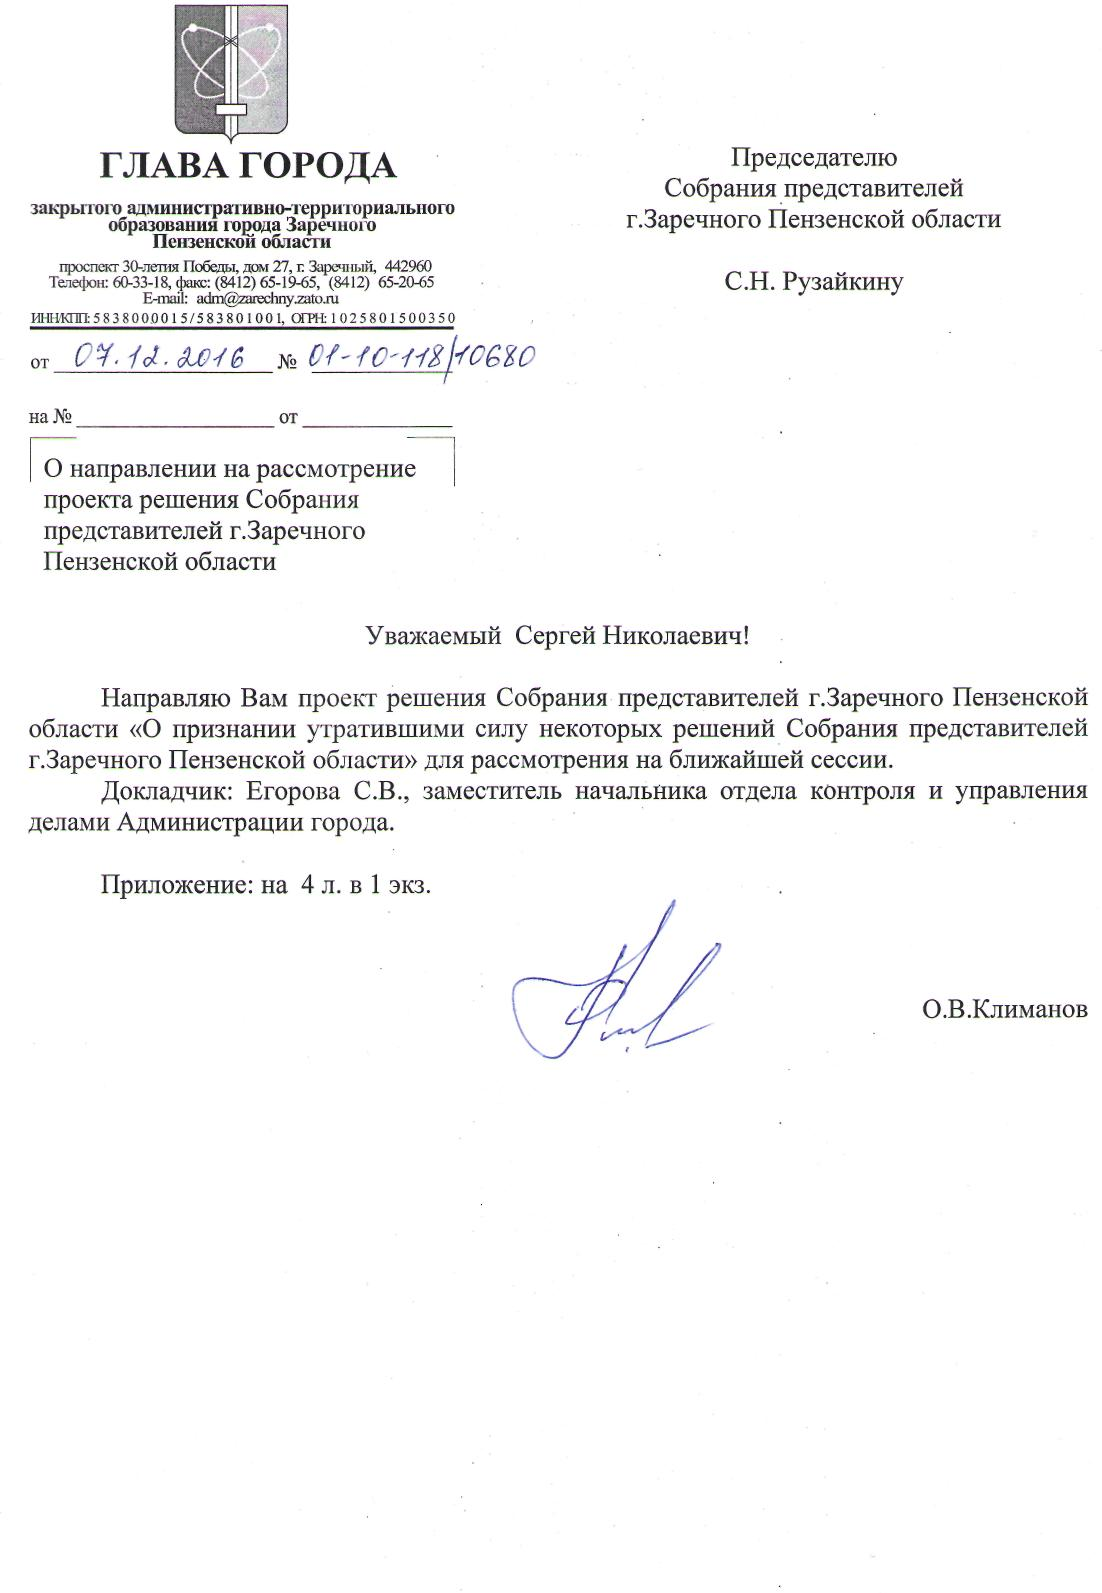 ГЛАВА ГОРОДА
закрытого административно-территориального
образования города Заречного
Пензенской области
проспект 30-летия Победы, дом 27, г. Заречный, 442960
Телефон: 60-33-18, факс: (8412) 65-19-65, (8412) 65-20-65
E-mail: adm@zarechny.zato.ru
ИНН/КПП: 5838000015/583801001, ОГРН: 1025801500350
от 07.12.2016 № 01-10-118/10680
на № от
Председателю
Собрания представителей
г.Заречного Пензенской области
С.Н. Рузайкину
О направлении на рассмотрение
проекта решения Собрания
представителей г.Заречного
Пензенской области
Уважаемый Сергей Николаевич!
Направляю Вам проект решения Собрания представителей г.Заречного Пензенской
области «О признании утратившими силу некоторых решений Собрания представителей
г.Заречного Пензенской области» для рассмотрения на ближайшей сессии.
Докладчик: Егорова С.В., заместитель начальника отдела контроля и управления
делами Администрации города.
Приложение: на 4 л. в 1 экз.
О.В.Климанов